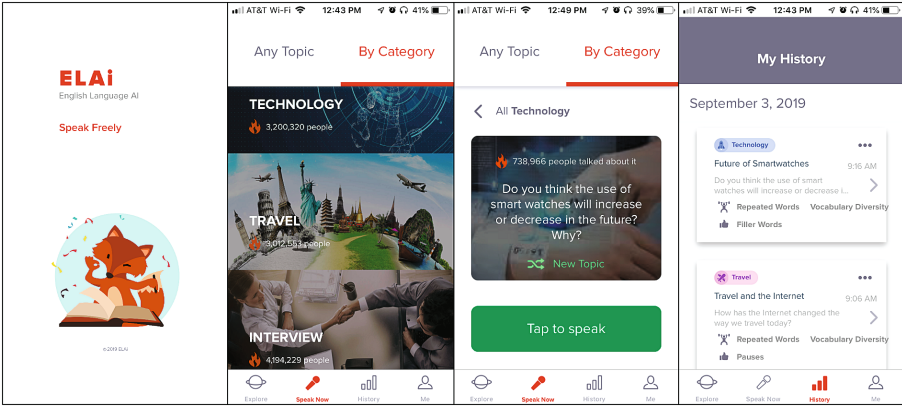 ELAi
English Language AI
Speak Freely
©2019 ELAi
AT&T Wi-Fi 12:43 PM 41%
Any Topic By Category
TECHNOLOGY
3,200,320 people
TRAVEL
3,012,553 people
INTERVIEW
4,194,229 people
Explore Speak Now History Me
AT&T Wi-Fi 12:49 PM 39%
Any Topic By Category
All Technology
738,966 people talked about it
Do you think the use of
smart watches will increase
or decrease in the future?
Why?
New Topic
Tap to speak
Explore Speak Now History Me
AT&T Wi-Fi 12:43 PM 41%
My History
September 3, 2019
Technology
Future of Smartwatches 9:16 AM
Do you think the use of smart
watches will increase or decrease i...
Repeated Words Vocabulary Diversity
Filler Words
Travel
Travel and the Internet 9:06 AM
How has the Internet changed the
way we travel today?
Repeated Words Vocabulary Diversity
Pauses
Explore Speak Now History Me